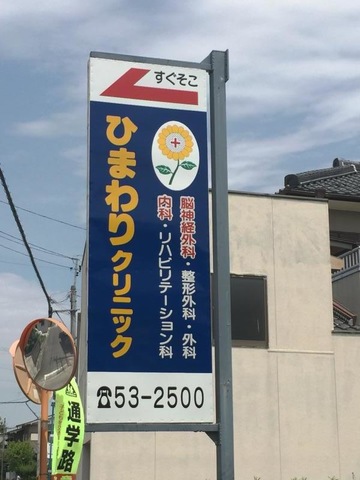 すぐそこ
ひまわりクリニック
脳神経外科・整形外科・外科
内科・リハビリテーション科
☎53-2500
通学路